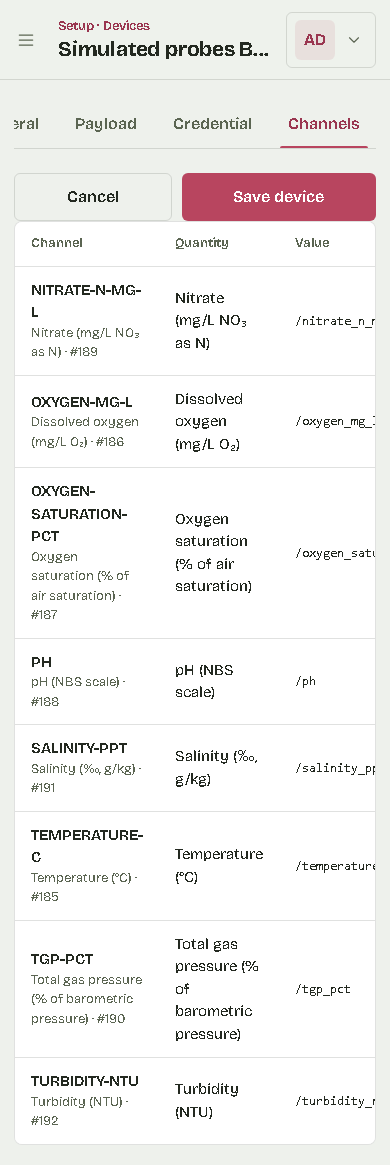 Setup · Devices
Simulated probes B...
AD
Payload
Credential
Channels
Cancel
Save device
Channel
Quantity
Value
NITRATE-N-MG-
L
Nitrate (mg/L NO₃
as N) · #189
Nitrate
(mg/L NO₃
as N)
OXYGEN-MG-L
Dissolved oxygen
(mg/L O₂) · #186
Dissolved
oxygen
(mg/L O₂)
OXYGEN-
SATURATION-
PCT
Oxygen
saturation (% of
air saturation) ·
#187
Oxygen
saturation
(% of air
saturation)
PH
pH (NBS scale) ·
#188
pH (NBS
scale)
/ph
SALINITY-PPT
Salinity (‰, g/kg) ·
#191
Salinity (‰,
g/kg)
TEMPERATURE-
C
Temperature (°C) ·
#185
Temperature
(°C)
/temperature
TGP-PCT
Total gas pressure
(% of barometric
pressure) · #190
Total gas
pressure (%
of
barometric
pressure)
/tgp_pct
TURBIDITY-NTU
Turbidity (NTU) ·
#192
Turbidity
(NTU)